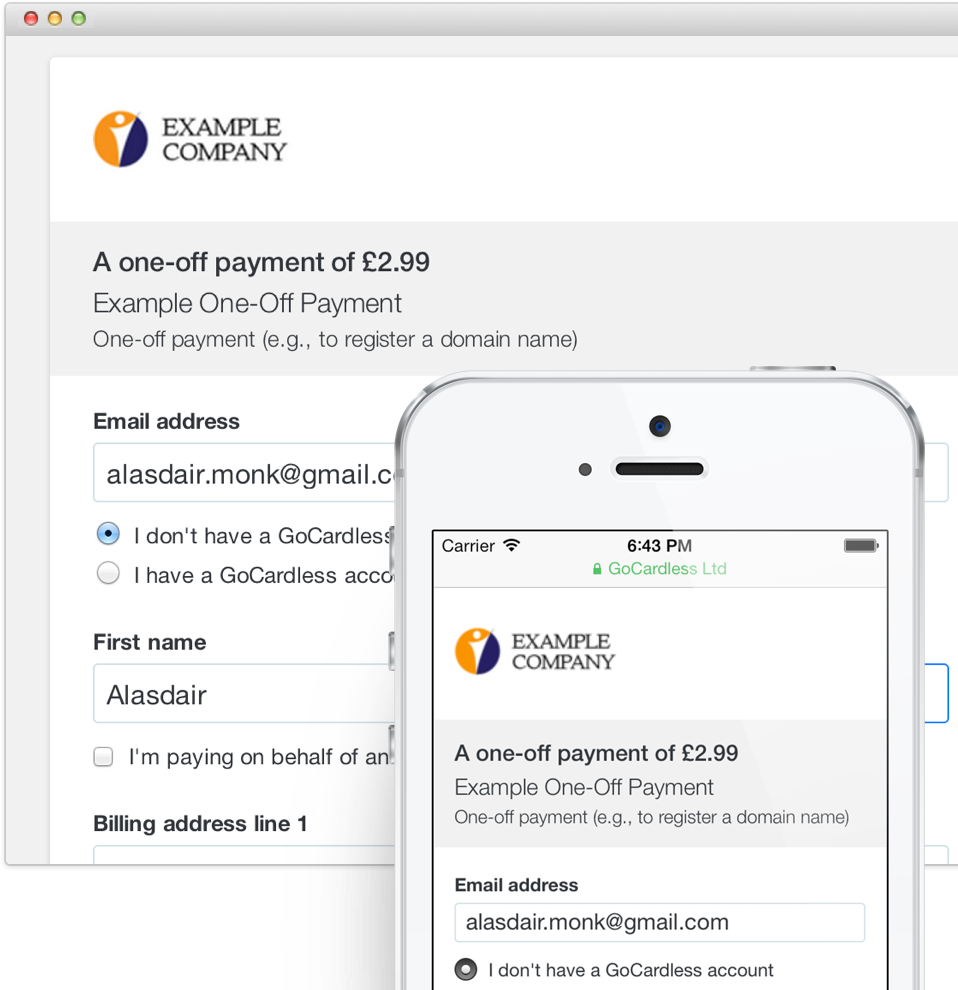 EXAMPLE
COMPANY
A one-off payment of £2.99
Example One-Off Payment
One-off payment (e.g., to register a domain name)
Email address
alasdair.monk@gmail.c
I don't have a GoCardless
I have a GoCardless acco
First name
Alasdair
I'm paying on behalf of an
Billing address line 1
Carrier 6:43 PM
GoCardless Ltd
EXAMPLE
COMPANY
A one-off payment of £2.99
Example One-Off Payment
One-off payment (e.g., to register a domain name)
Email address
alasdair.monk@gmail.com
I don't have a GoCardless account